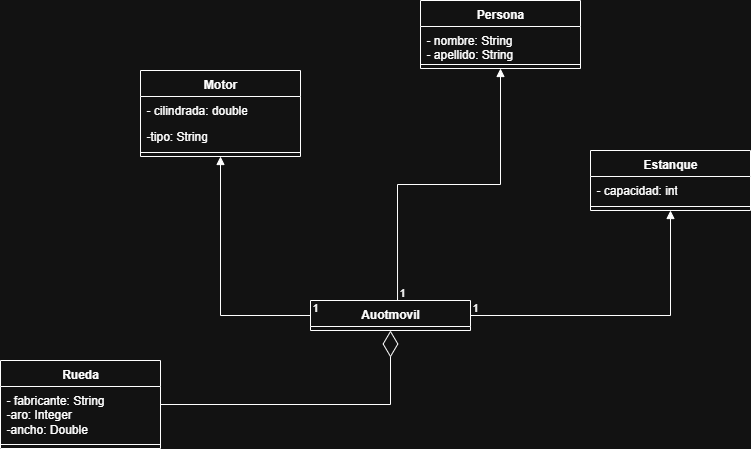 Persona
- nombre: String
- apellido: String
Motor
- cilindrada: double
-tipo: String
Estanque
- capacidad: int
1
1
1
Auotmovil
Rueda
- fabricante: String
-aro: Integer
-ancho: Double